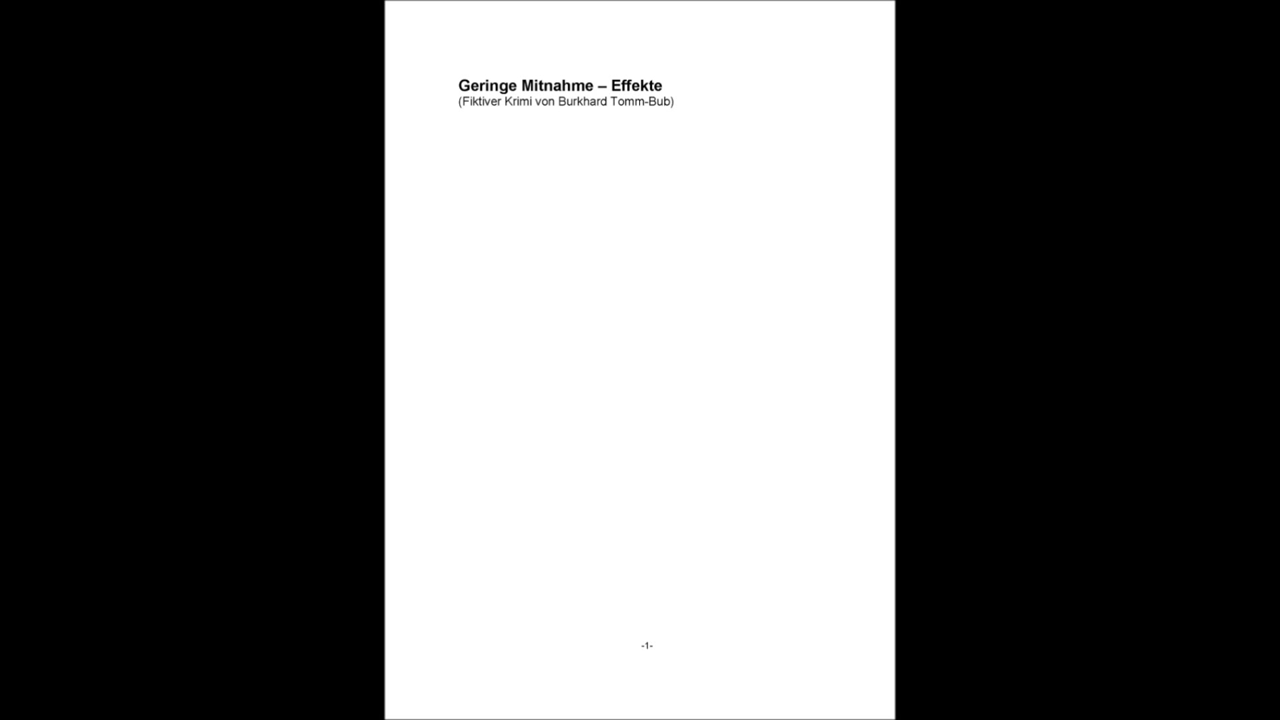 Geringe Mitnahme – Effekte
(Fiktiver Krimi von Burkhard Tomm-Bub)
-1-